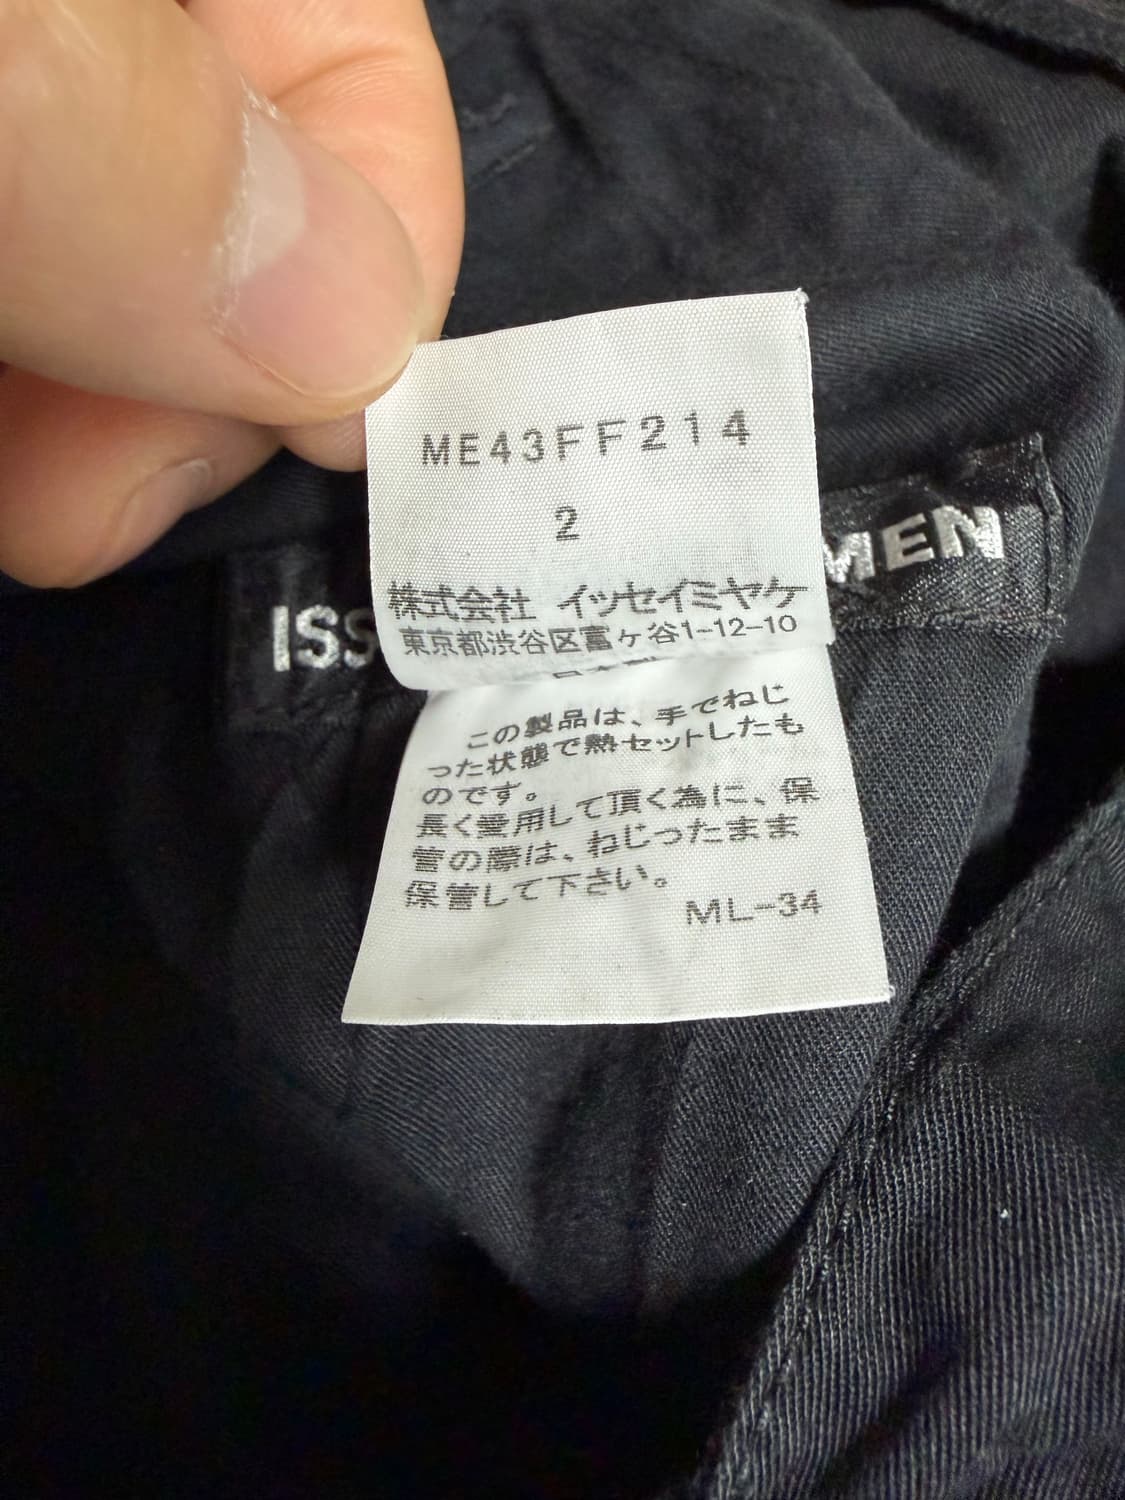 ME43FF214
2
株式会社 イッセイミヤケ
東京都渋谷区富ヶ谷1-12-10
ISS MEN
この製品は、手でねじ
った状態で熱セットしたも
のです。
長く愛用して頂く為に、保
管の際は、ねじったまま
保管して下さい。
ML-34